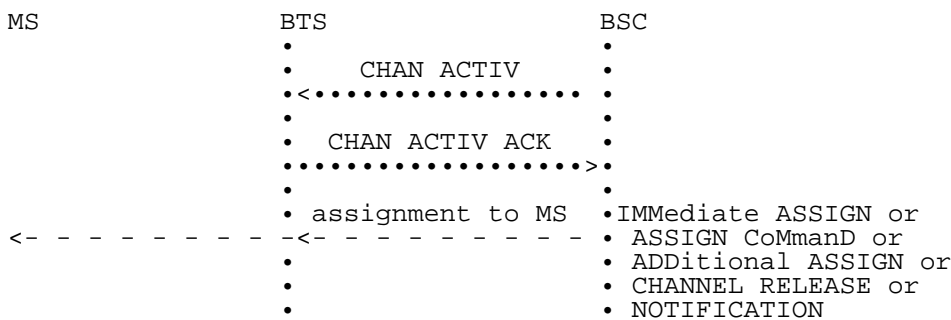 MS BTS BSC
CHAN ACTIV
CHAN ACTIV ACK
assignment to MS IMMediate ASSIGN or
ASSIGN CoMmanD or
ADDitional ASSIGN or
CHANNEL RELEASE or
NOTIFICATION